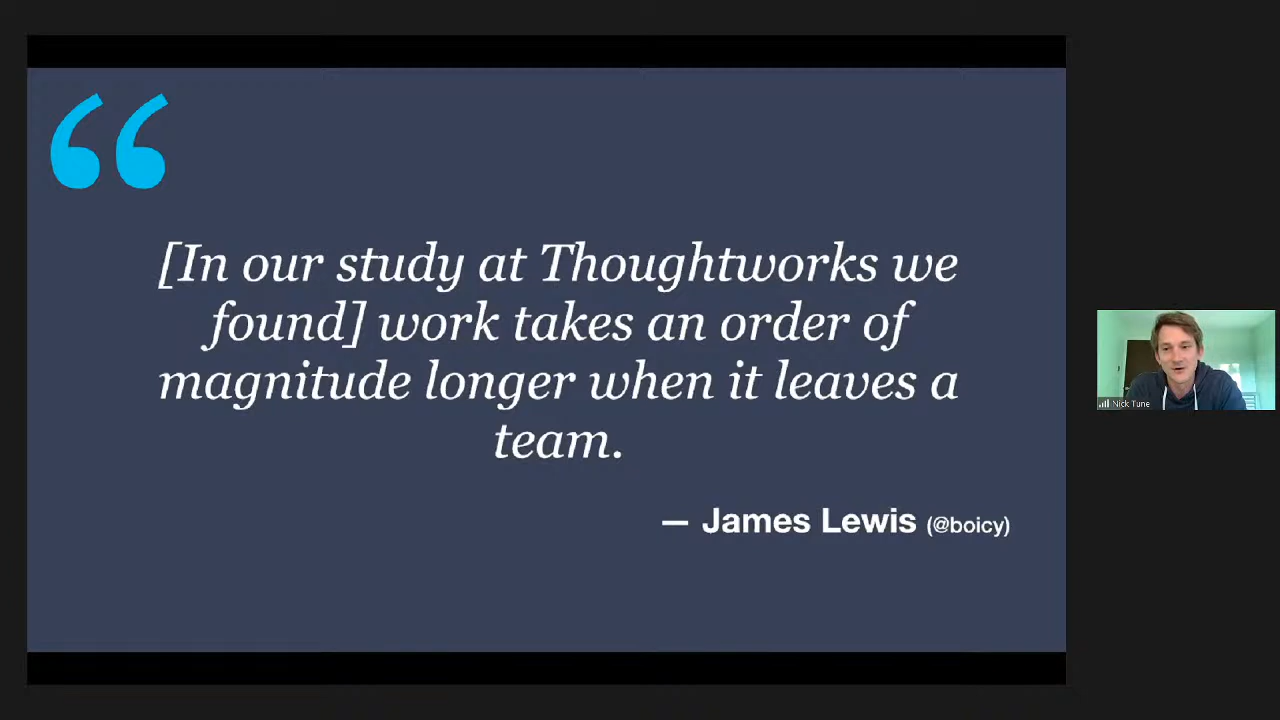 “
[In our study at Thoughtworks we
found] work takes an order of
magnitude longer when it leaves a
team.
— James Lewis (@boicy)
Nick Tune